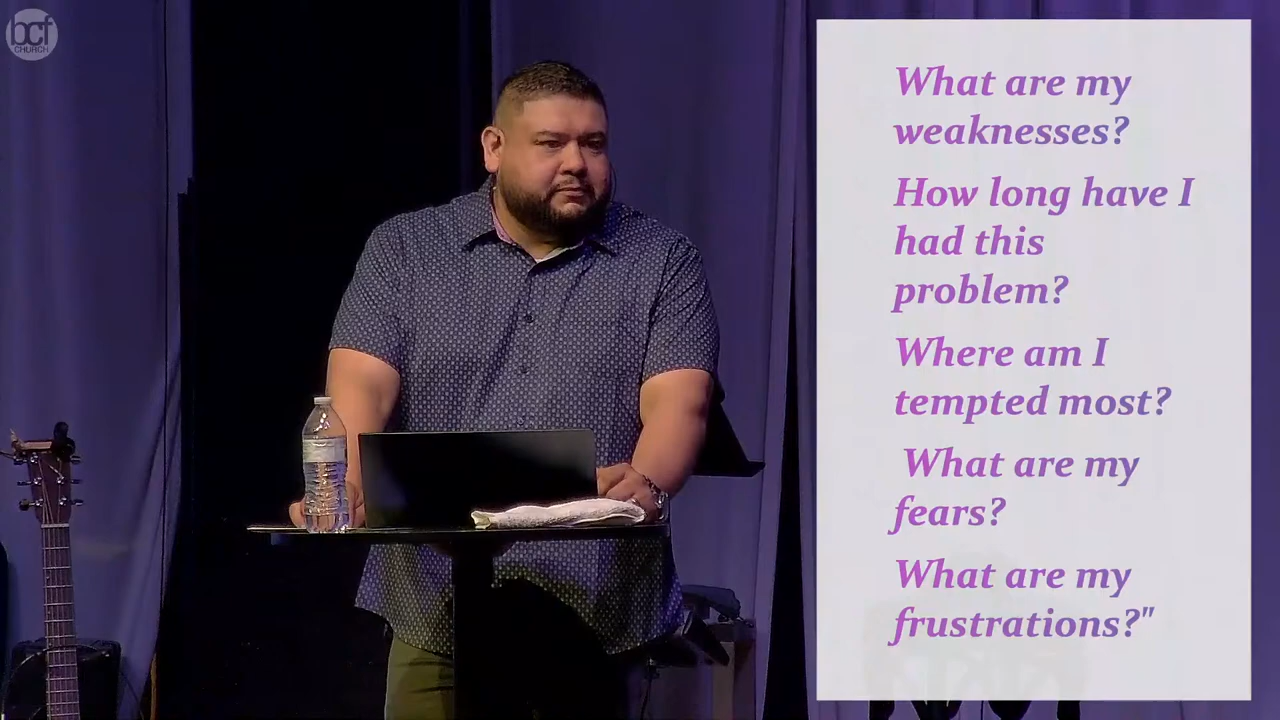 bcf
CHURCH
What are my
weaknesses?
How long have I
had this
problem?
Where am I
tempted most?
What are my
fears?
What are my
frustrations?"